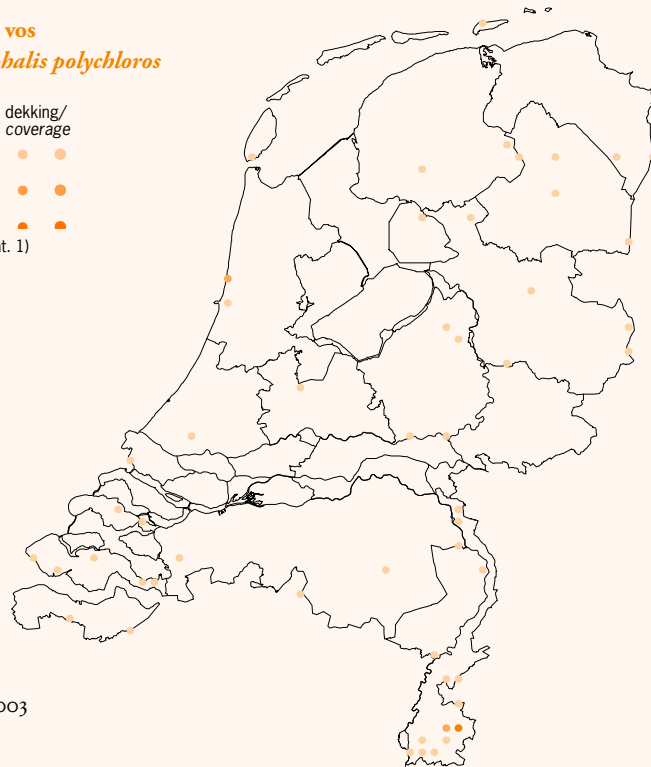 vos
halis polychloros
dekking/
coverage
t. 1)
003